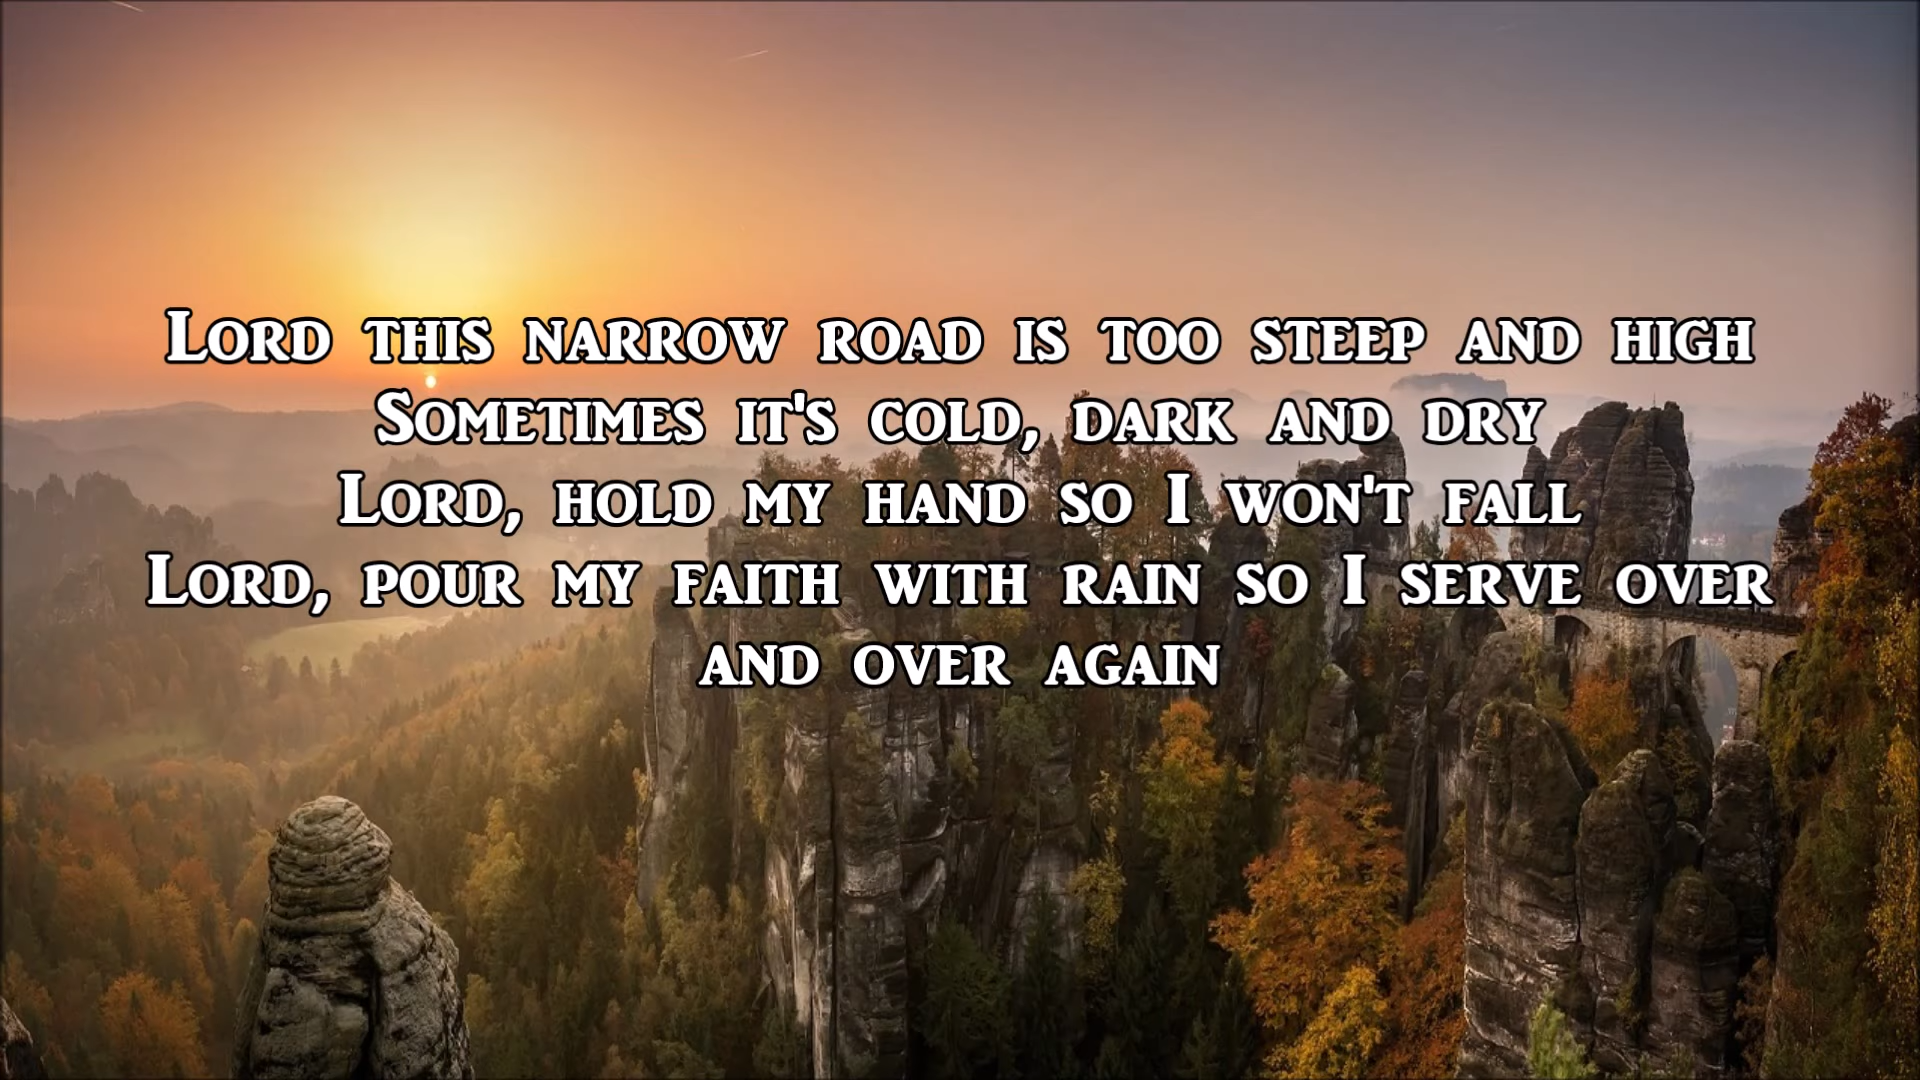 Lord this narrow road is too steep and high
Sometimes it's cold, dark and dry
Lord, hold my hand so I won't fall
Lord, pour my faith with rain so I serve over
and over again